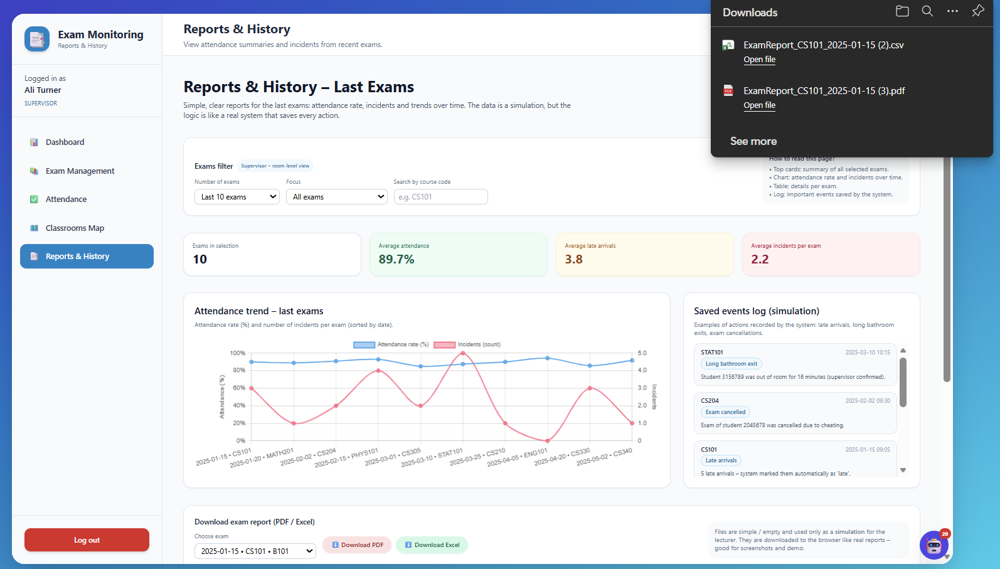 Exam Monitoring
Reports & History
Logged in as
Ali Turner
SUPERVISOR
Dashboard
Exam Management
Attendance
Classrooms Map
Reports & History
Log out
Reports & History
View attendance summaries and incidents from recent exams.
Reports & History – Last Exams
Simple, clear reports for the last exams: attendance rate, incidents and trends over time. The data is a simulation, but the
logic is like a real system that saves every action.
Downloads
ExamReport_CS101_2025-01-15 (2).csv
Open file
ExamReport_CS101_2025-01-15 (3).pdf
Open file
See more
Exams filter
Supervisor – room level view
Number of exams
Focus
Search by course code
Last 10 exams
All exams
e.g. CS101
How to read this page?
• Top cards: summary of all selected exams.
• Chart: attendance rate and incidents over time.
• Table: details per exam.
• Log: important events saved by the system.
Exams in selection
10
Average attendance
89.7%
Average late arrivals
3.8
Average incidents per exam
2.2
Attendance trend – last exams
Attendance rate (%) and number of incidents per exam (sorted by date).
Attendance rate (%)
Incidents (count)
Attendance (%)
100%
80%
60%
40%
20%
0%
5.0
4.0
3.0
2.0
1.0
0
Incidents
2025-01-15 • CS101
2025-01-20 • MATH201
2025-02-02 • CS204
2025-02-15 • PHYS101
2025-03-01 • CS305
2025-03-10 • STAT101
2025-03-25 • CS210
2025-04-05 • ENG101
2025-04-20 • CS330
2025-05-02 • CS340
Saved events log (simulation)
Examples of actions recorded by the system: late arrivals, long bathroom
exits, exam cancellations.
STAT101
2025-03-10 10:15
Long bathroom exit
Student 3156789 was out of room for 16 minutes (supervisor confirmed).
CS204
2025-02-02 09:30
Exam cancelled
Exam of student 2045678 was cancelled due to cheating.
CS101
2025-01-15 09:05
Late arrivals
5 late arrivals – system marked them automatically as 'late'.
Download exam report (PDF / Excel)
Choose exam
2025-01-15 • CS101 • B101
Download PDF
Download Excel
Files are simple / empty and used only as a simulation for the
lecturer. They are downloaded to the browser like real reports –
good for screenshots and demo.
20